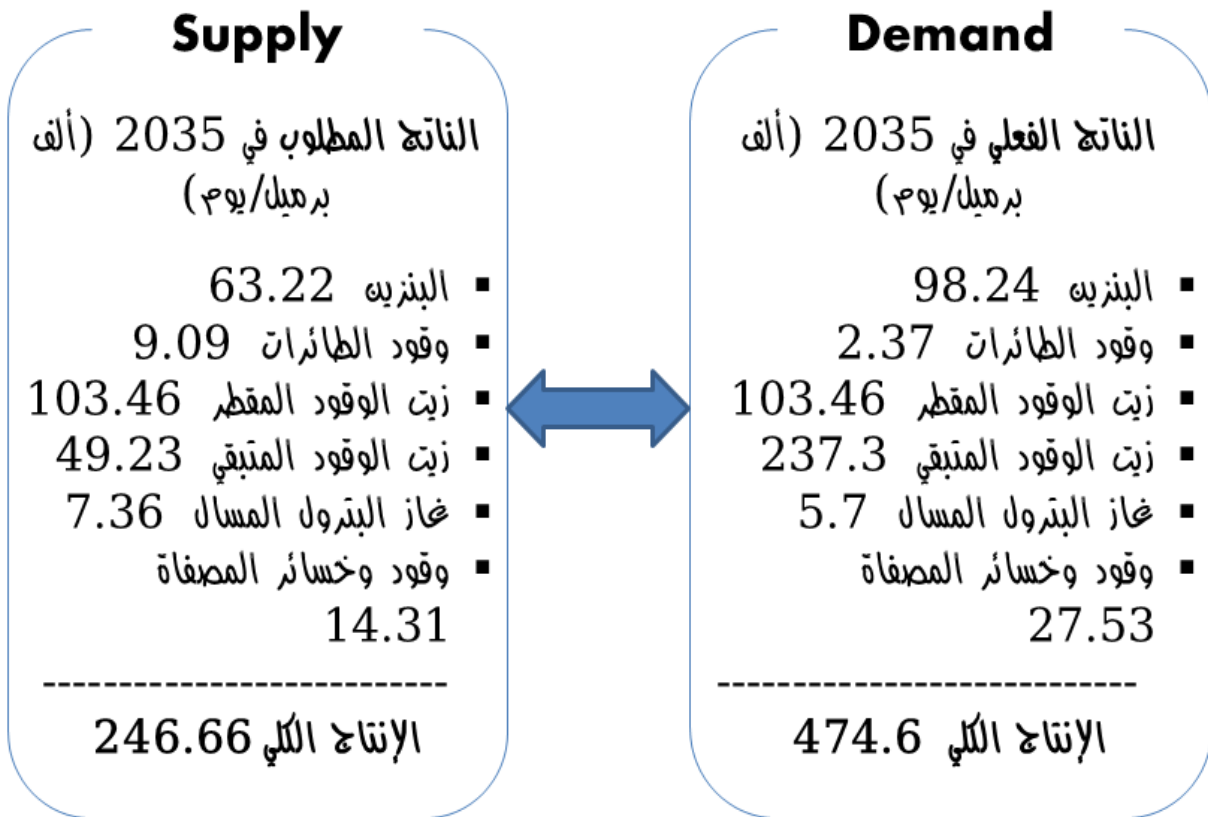 Supply
الناتج المطلوب في 2035 (ألف
برميل/يوم)
▪ البنزين 63.22
▪ وقود الطائرات 9.09
▪ زيت الوقود المقطر 103.46
▪ زيت الوقود المتبقي 49.23
▪ غاز البترول المسال 7.36
▪ وقود وخسائر المصفاة
14.31
---------------------------
الإنتاج الكلي 246.66
Demand
الناتج الفعلي في 2035 (ألف
برميل/يوم)
▪ البنزين 98.24
▪ وقود الطائرات 2.37
▪ زيت الوقود المقطر 103.46
▪ زيت الوقود المتبقي 237.3
▪ غاز البترول المسال 5.7
▪ وقود وخسائر المصفاة
27.53
----------------------------
الإنتاج الكلي 474.6